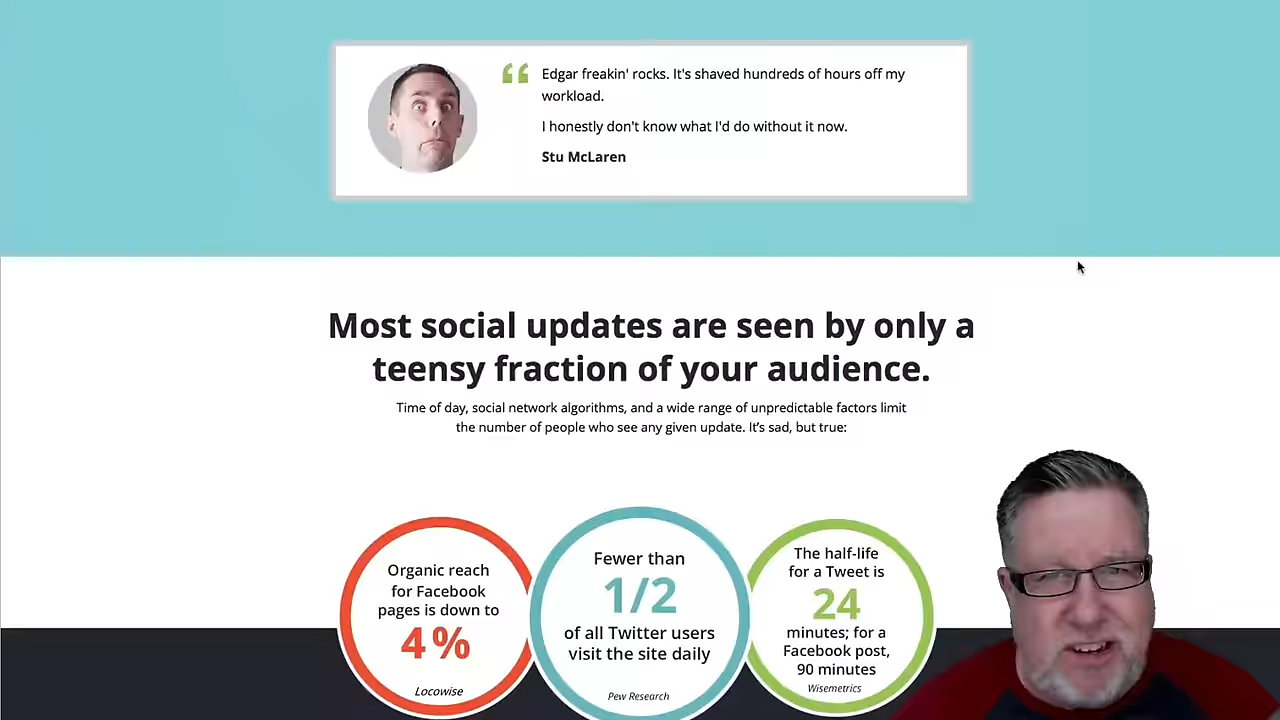 Edgar freakin' rocks. It's shaved hundreds of hours off my
workload.
I honestly don't know what I'd do without it now.
Stu McLaren
Most social updates are seen by only a
teensy fraction of your audience.
Time of day, social network algorithms, and a wide range of unpredictable factors limit
the number of people who see any given update. It’s sad, but true:
Organic reach
for Facebook
pages is down to
4%
Locowise
Fewer than
1/2
of all Twitter users
visit the site daily
Pew Research
The half-life
for a Tweet is
24
minutes; for a
Facebook post,
90 minutes
Wisemetrics